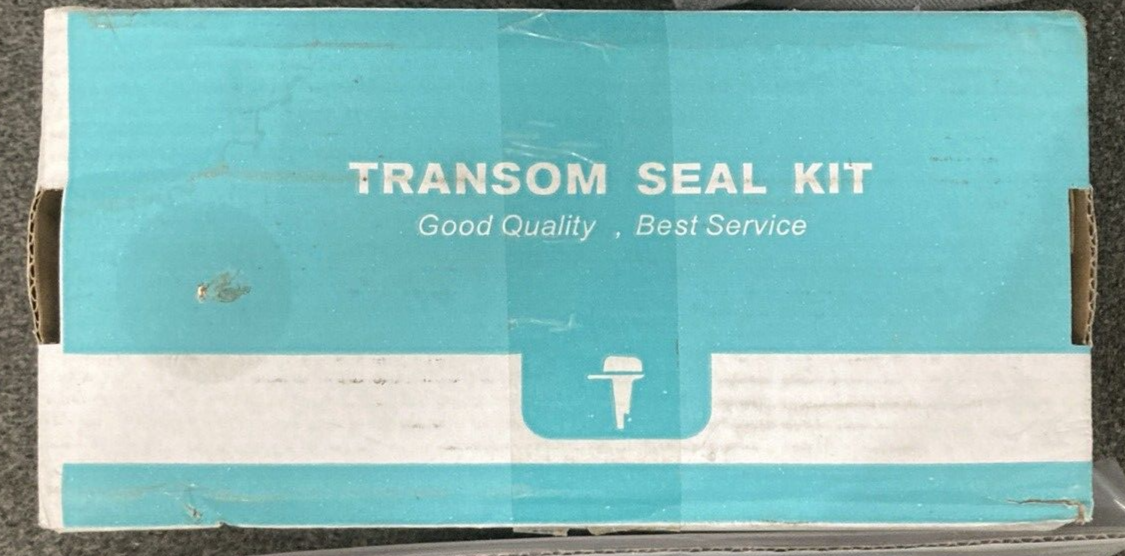 TRANSOM SEAL KIT
Good Quality , Best Service